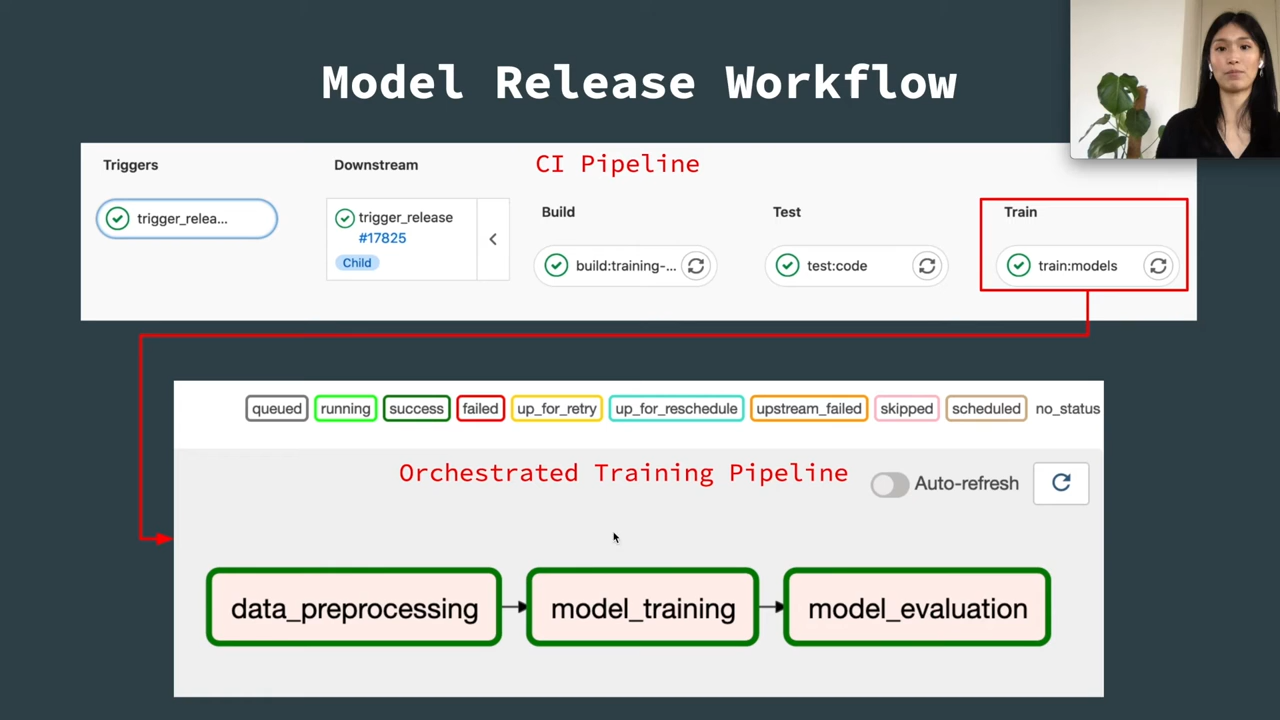 Model Release Workflow
CI Pipeline
Triggers
Downstream
trigger_relea...
trigger_release
#17825
Child
Build
Test
Train
build:training-...
test:code
train:models
queued running success failed up_for_retry up_for_reschedule upstream_failed skipped scheduled no_status
Orchestrated Training Pipeline
Auto-refresh
data_preprocessing
model_training
model_evaluation